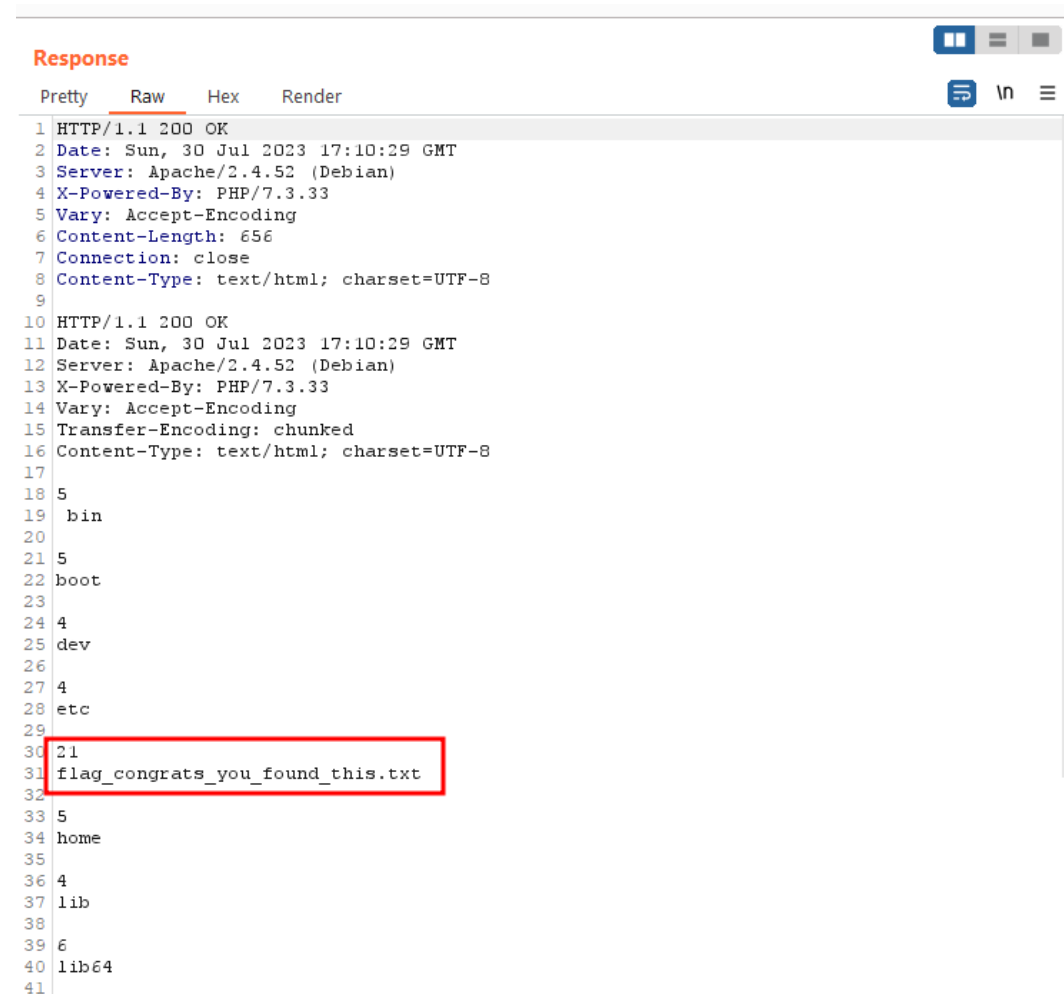 Response
Pretty Raw Hex Render \n
1 HTTP/1.1 200 OK
2 Date: Sun, 30 Jul 2023 17:10:29 GMT
3 Server: Apache/2.4.52 (Debian)
4 X-Powered-By: PHP/7.3.33
5 Vary: Accept-Encoding
6 Content-Length: 656
7 Connection: close
8 Content-Type: text/html; charset=UTF-8
9
10 HTTP/1.1 200 OK
11 Date: Sun, 30 Jul 2023 17:10:29 GMT
12 Server: Apache/2.4.52 (Debian)
13 X-Powered-By: PHP/7.3.33
14 Vary: Accept-Encoding
15 Transfer-Encoding: chunked
16 Content-Type: text/html; charset=UTF-8
17
18 5
19 bin
20
21 5
22 boot
23
24 4
25 dev
26
27 4
28 etc
29
30 21
31 flag_congrats_you_found_this.txt
32
33 5
34 home
35
36 4
37 lib
38
39 6
40 lib64
41